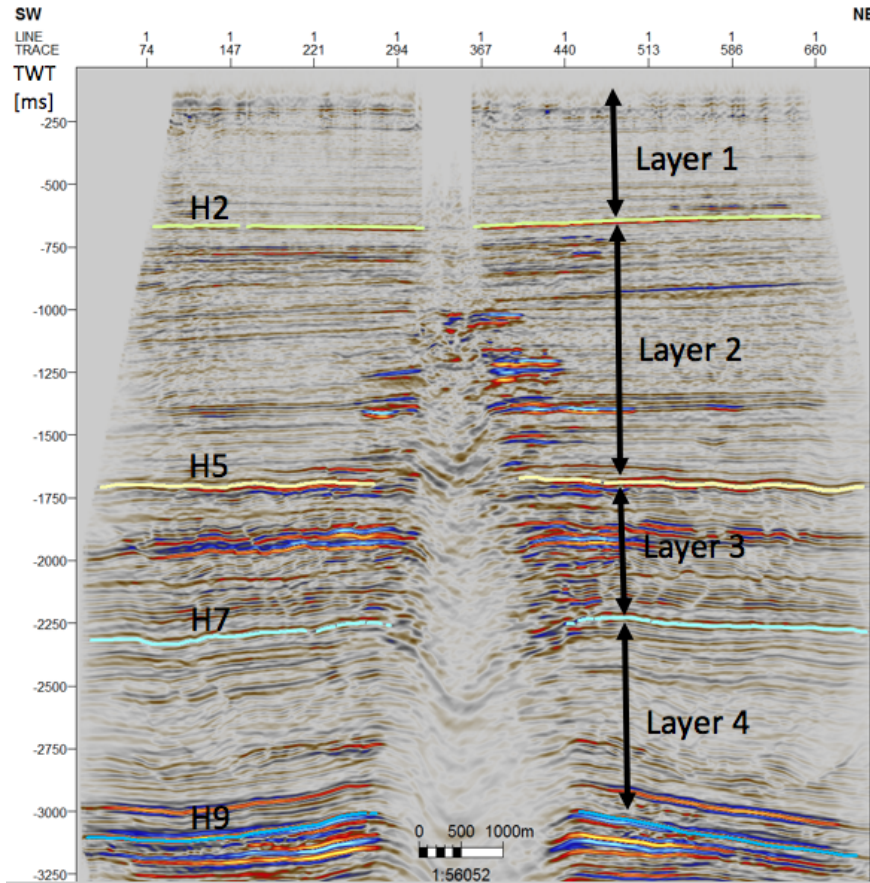 SW NE
LINE 1 1 1 1 1 1 1 1 1
TRACE 74 147 221 294 367 440 513 586 660
TWT
[ms]
-250
Layer 1
-500
H2
-750
-1000
Layer 2
-1250
-1500
H5
-1750
Layer 3
-2000
H7
-2250
-2500
Layer 4
-2750
-3000
H9
0 500 1000m
1:56052
-3250